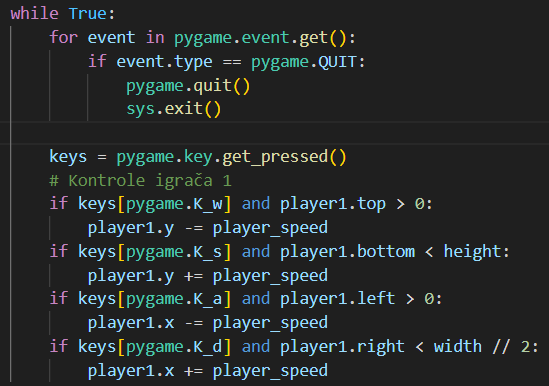 while True:
    for event in pygame.event.get():
        if event.type == pygame.QUIT:
            pygame.quit()
            sys.exit()

    keys = pygame.key.get_pressed()
    # Kontrole igrača 1
    if keys[pygame.K_w] and player1.top > 0:
        player1.y -= player_speed
    if keys[pygame.K_s] and player1.bottom < height:
        player1.y += player_speed
    if keys[pygame.K_a] and player1.left > 0:
        player1.x -= player_speed
    if keys[pygame.K_d] and player1.right < width // 2:
        player1.x += player_speed